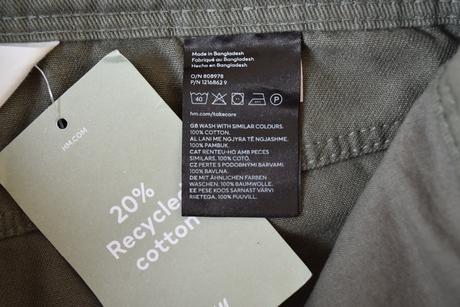 Made in Bangladesh
Fabriqué au Bangladesh
Hecho en Bangladesh
O/N 808978
P/N 1216862 9
40
P
hm.com/takecare
GB WASH WITH SIMILAR COLOURS.
100% COTTON.
AL LANI ME NGJYRA TË NGJASHME.
100% PAMBUK.
CAT RENTEU-HO AMB PECES
SIMILARS. 100% COTÓ.
CZ PERTE S PODOBNÝMI BARVAMI.
100% BAVLNA.
DE MIT ÄHNLICHEN FARBEN
WASCHEN. 100% BAUMWOLLE.
EE PESE KOOS SARNAST VÄRVI
RIIETEGA. 100% PUUVILL.
HM.COM
20%
Recycled
cotton